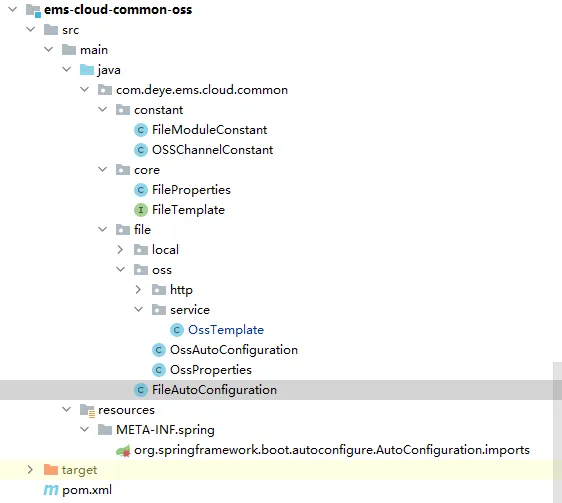 ems-cloud-common-oss
src
main
java
com.deye.ems.cloud.common
constant
C FileModuleConstant
C OSSChannelConstant
core
C FileProperties
I FileTemplate
file
local
oss
http
service
C OssTemplate
C OssAutoConfiguration
C OssProperties
C FileAutoConfiguration
resources
META-INF.spring
org.springframework.boot.autoconfigure.AutoConfiguration.imports
target
m pom.xml